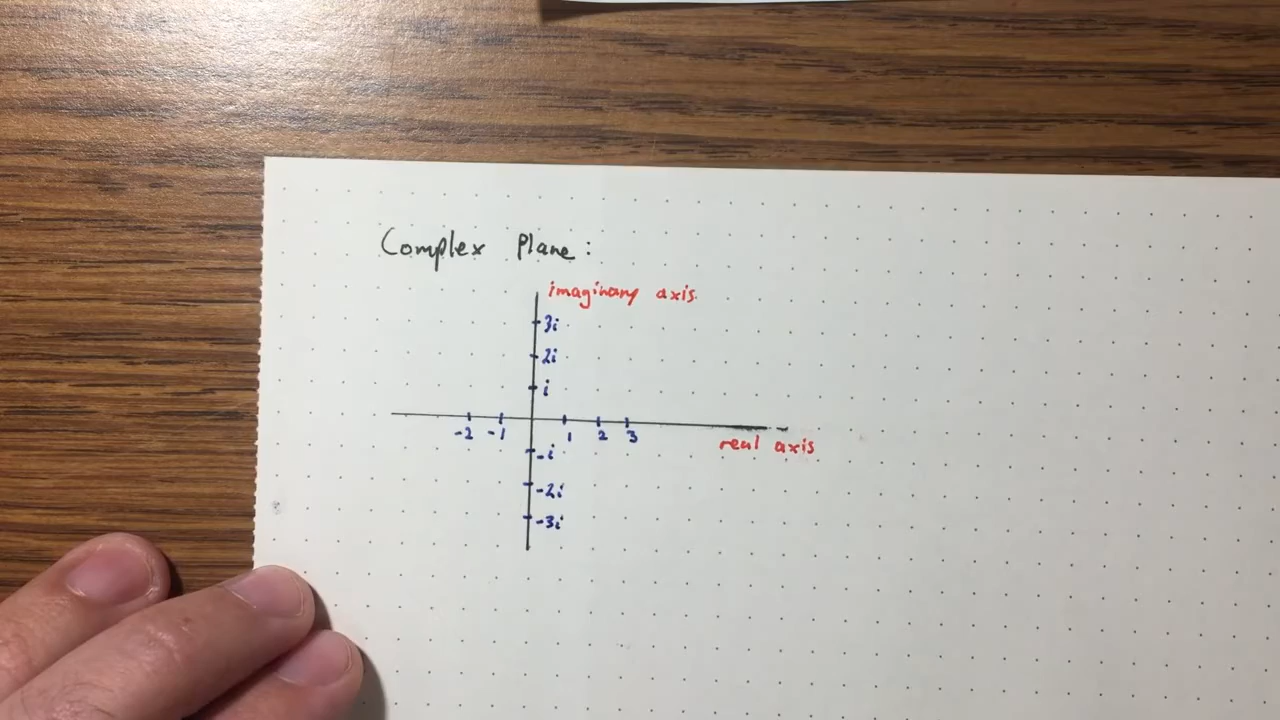 Complex Plane:
imaginary axis
3i
2i
i
-2 -1 1 2 3
real axis
-i
-2i
-3i